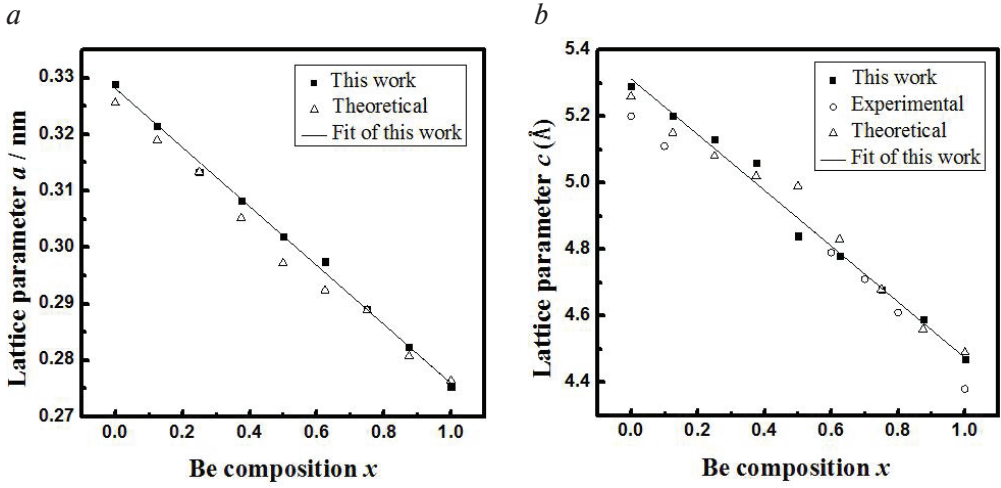 a
0.33
0.32
0.31
0.30
0.29
0.28
0.27
Lattice parameter a / nm
This work
Theoretical
Fit of this work
0.0 0.2 0.4 0.6 0.8 1.0
Be composition x
b
5.4
5.2
5.0
4.8
4.6
4.4
Lattice parameter c (Å)
This work
Experimental
Theoretical
Fit of this work
0.0 0.2 0.4 0.6 0.8 1.0
Be composition x